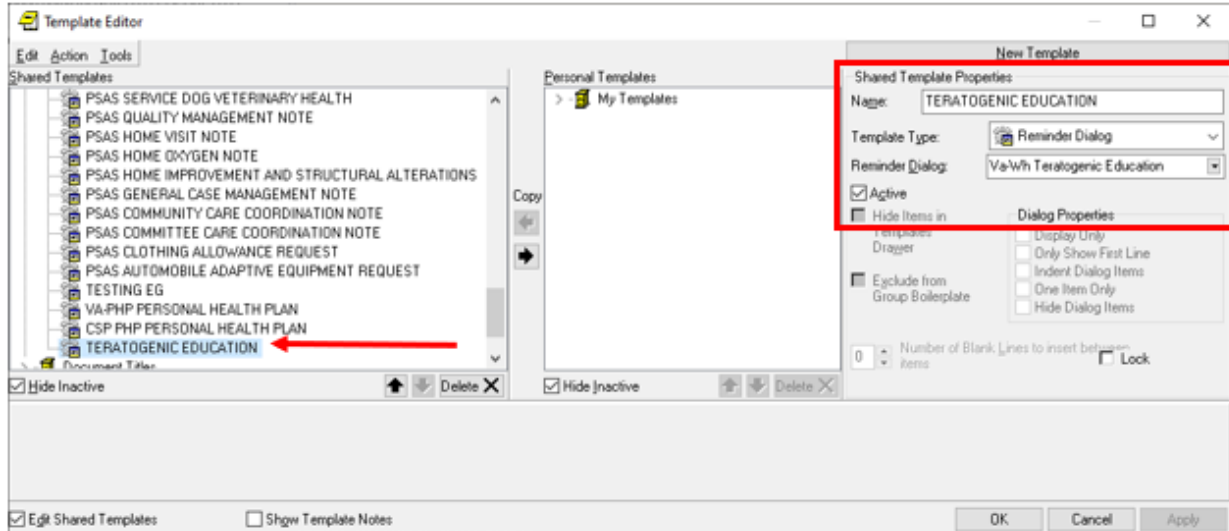 Template Editor
Edit Action Tools
New Template
Shared Templates
PSAS SERVICE DOG VETERINARY HEALTH
PSAS QUALITY MANAGEMENT NOTE
PSAS HOME VISIT NOTE
PSAS HOME OXYGEN NOTE
PSAS HOME IMPROVEMENT AND STRUCTURAL ALTERATIONS
PSAS GENERAL CASE MANAGEMENT NOTE
PSAS COMMUNITY CARE COORDINATION NOTE
PSAS COMMITTEE CARE COORDINATION NOTE
PSAS CLOTHING ALLOWANCE REQUEST
PSAS AUTOMOBILE ADAPTIVE EQUIPMENT REQUEST
TESTING EG
VA-PHP PERSONAL HEALTH PLAN
CSP PHP PERSONAL HEALTH PLAN
TERATOGENIC EDUCATION
Document Titles
Hide Inactive
Delete
Copy
Personal Templates
My Templates
Hide Inactive
Delete
Shared Template Properties
Name: TERATOGENIC EDUCATION
Template Type: Reminder Dialog
Reminder Dialog: Va-Wh Teratogenic Education
Active
Hide Items in
Templates
Drawer
Exclude from
Group Boilerplate
Dialog Properties
Display Only
Only Show First Line
Indent Dialog Items
One Item Only
Hide Dialog Items
0 Number of Blank Lines to insert between
items
Lock
Edit Shared Templates
Show Template Notes
OK Cancel Apply